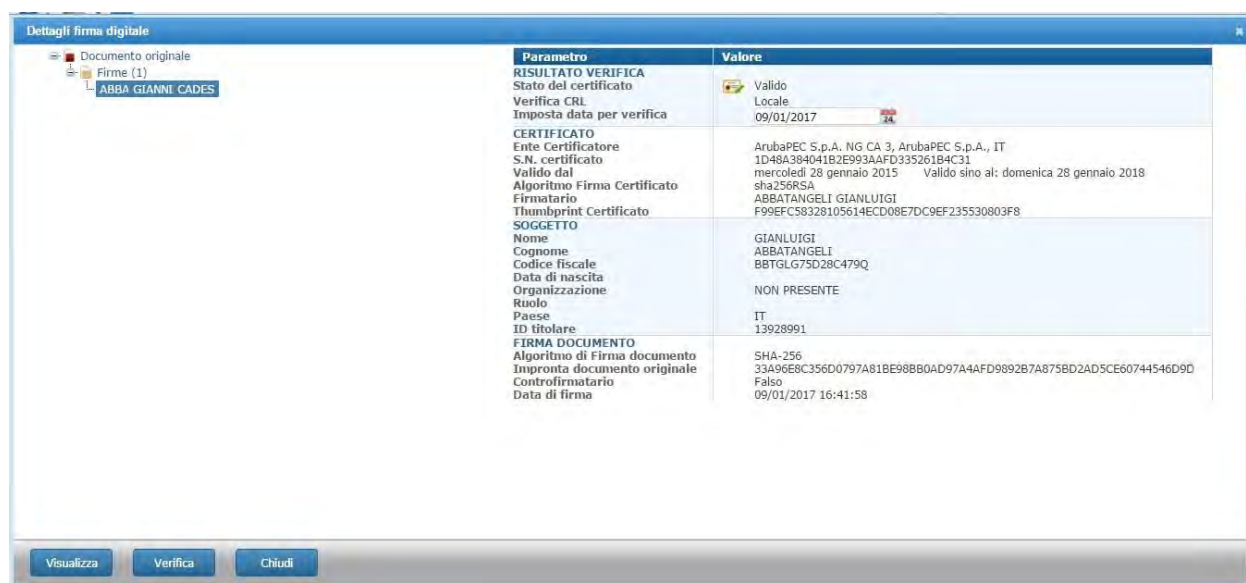 Dettagli firma digitale
Documento originale
Firme (1)
ABBA GIANNI CADES
Parametro Valore
RISULTATO VERIFICA
Stato del certificato Valido
Verifica CRL Locale
Imposta data per verifica 09/01/2017
24
CERTIFICATO
Ente Certificatore ArubaPEC S.p.A. NG CA 3, ArubaPEC S.p.A., IT
S.N. certificato 1D48A384041B2E993AAFD335261B4C31
Valido dal mercoledì 28 gennaio 2015 Valido sino al: domenica 28 gennaio 2018
Algoritmo Firma Certificato sha256RSA
Firmatario ABBATANGELI GIANLUIGI
Thumbprint Certificato F99EFC58328105614ECD08E7DC9EF235530803F8
SOGGETTO
Nome GIANLUIGI
Cognome ABBATANGELI
Codice fiscale BBTGLG75D28C479Q
Data di nascita
Organizzazione NON PRESENTE
Ruolo
Paese IT
ID titolare 13928991
FIRMA DOCUMENTO
Algoritmo di Firma documento SHA-256
Impronta documento originale 33A96E8C356D0797A81BE98BB0AD97A4AFD9892B7A875BD2AD5CE60744546D9D
Controfirmatario Falso
Data di firma 09/01/2017 16:41:58
Visualizza Verifica Chiudi